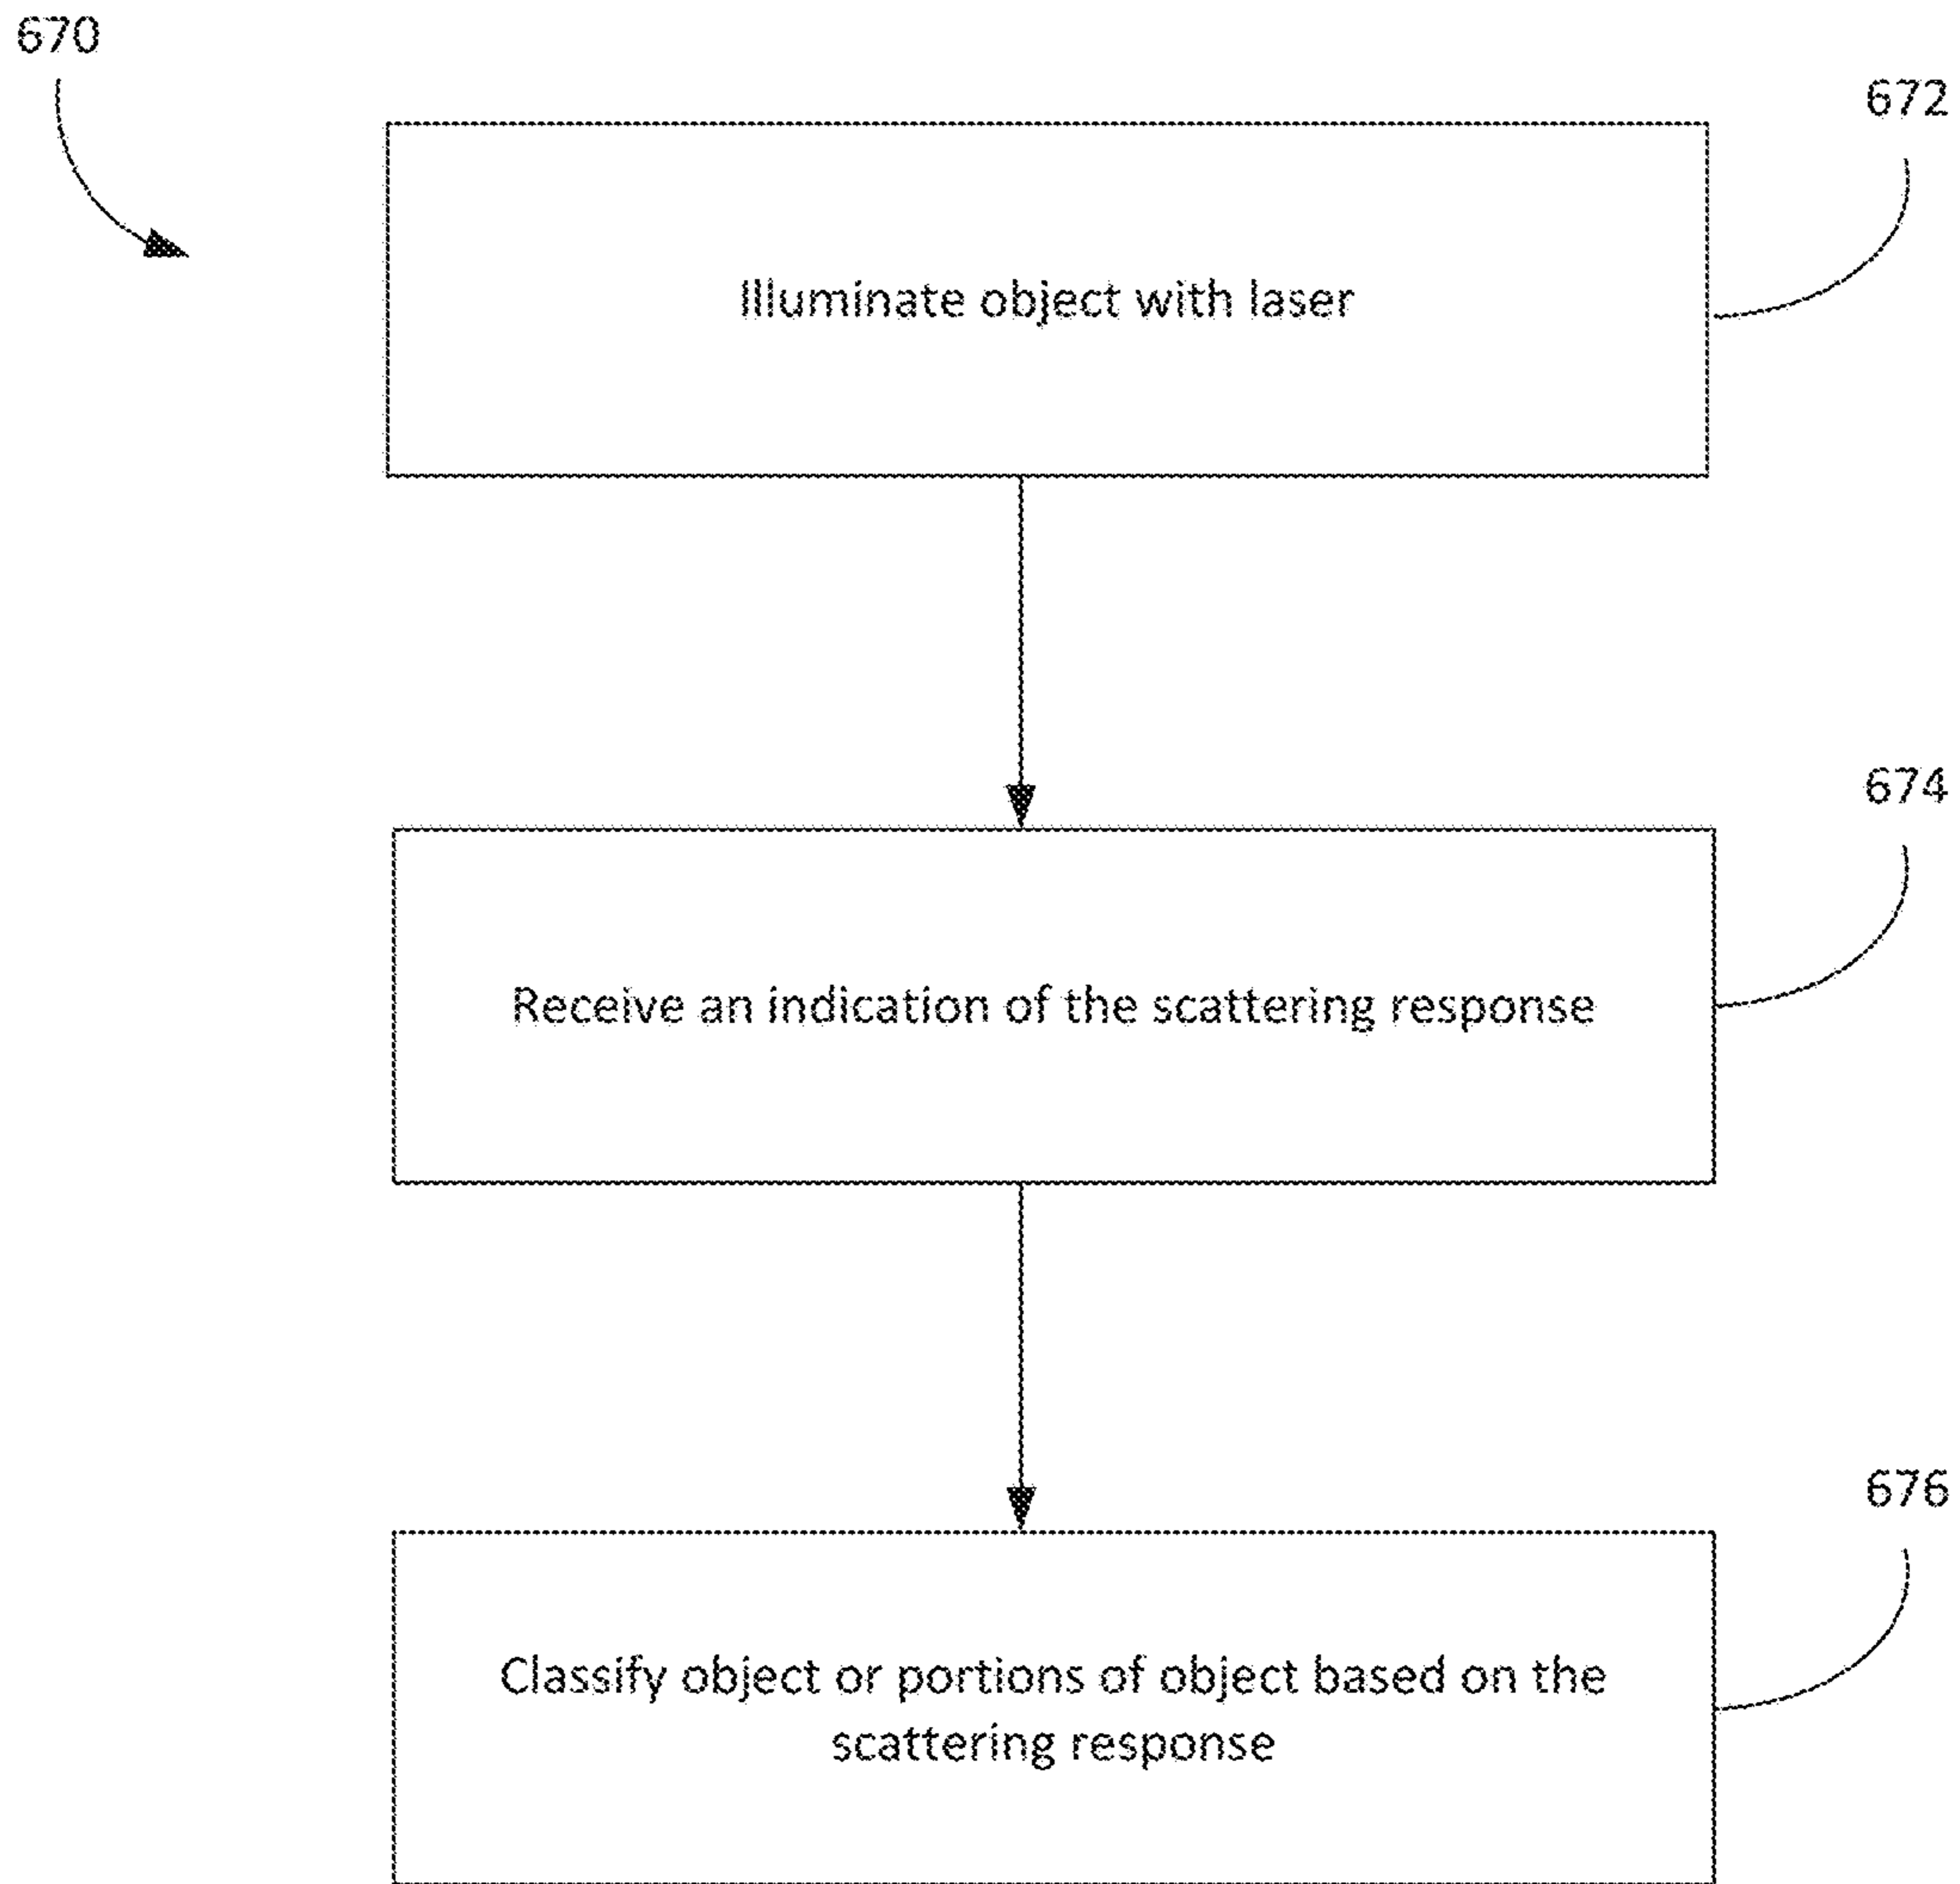 670
672
Illuminate object with laser
674
Receive an indication of the scattering response
676
Classify object or portions of object based on the
scattering response